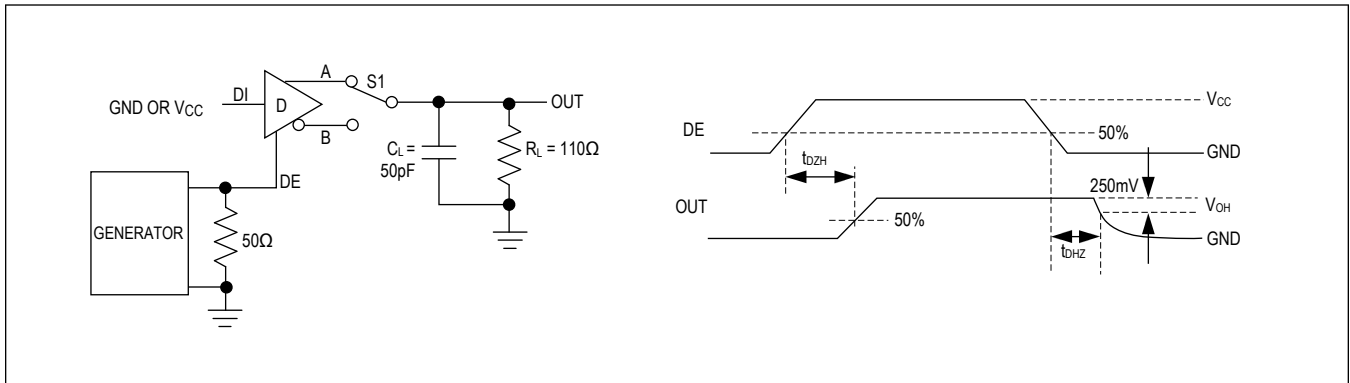 GND OR VCC
DI
D
A
B
S1
OUT
CL =
50pF
RL = 110Ω
DE
GENERATOR
50Ω
DE
VCC
50%
GND
tDZH
250mV
OUT
50%
VOH
GND
tDHZ